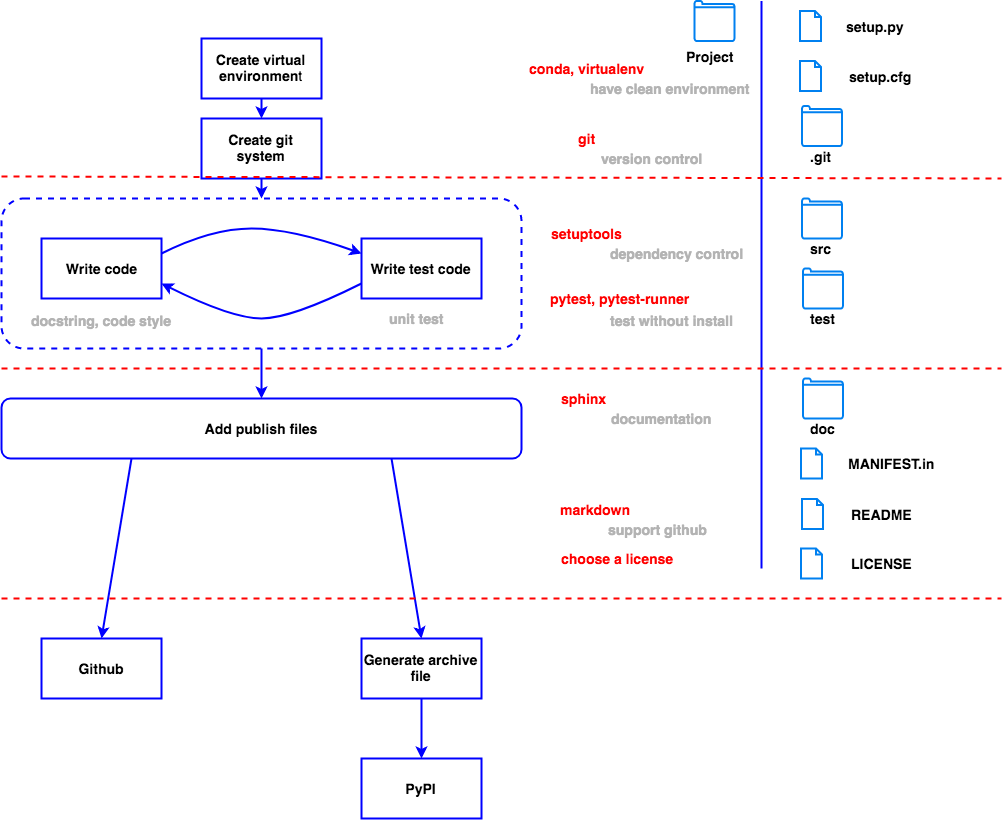 Create virtual
environment
Create git
system
Write code
Write test code
docstring, code style
unit test
Add publish files
Github
Generate archive
file
PyPI
Project
conda, virtualenv
have clean environment
git
version control
setuptools
dependency control
pytest, pytest-runner
test without install
sphinx
documentation
markdown
support github
choose a license
setup.py
setup.cfg
.git
src
test
doc
MANIFEST.in
README
LICENSE